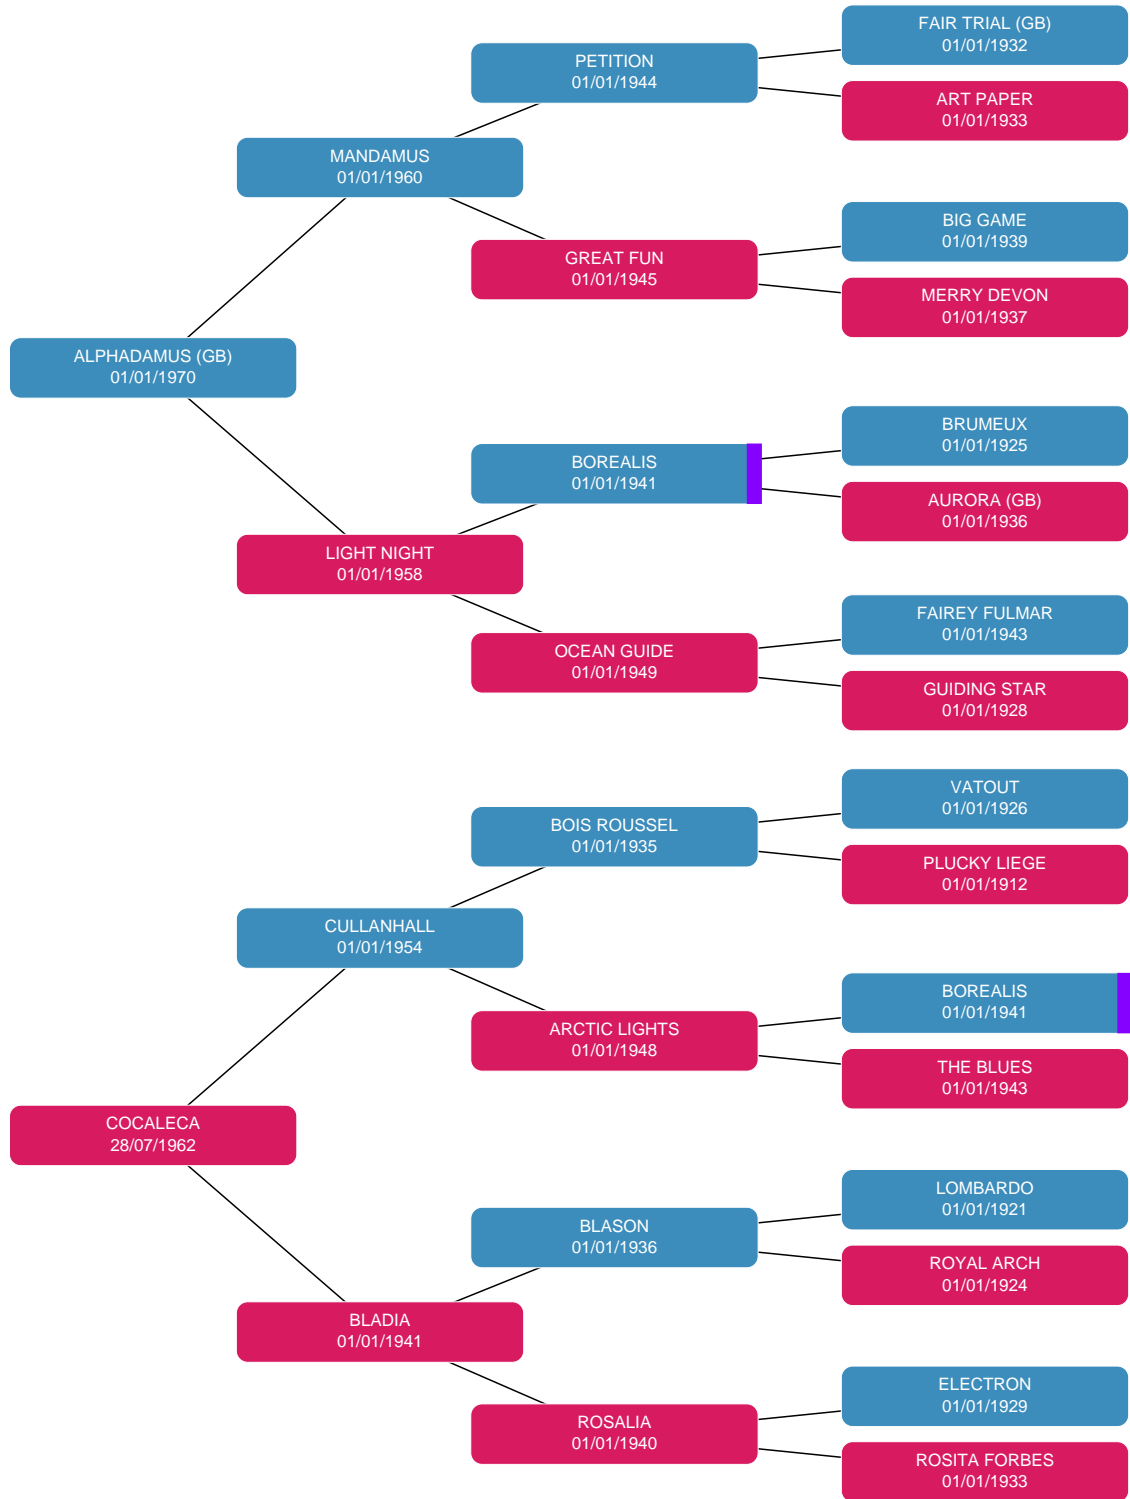 FAIR TRIAL (GB)
01/01/1932
PETITION
01/01/1944
ART PAPER
01/01/1933
MANDAMUS
01/01/1960
BIG GAME
01/01/1939
GREAT FUN
01/01/1945
MERRY DEVON
01/01/1937
ALPHADAMUS (GB)
01/01/1970
BRUMEUX
01/01/1925
BOREALIS
01/01/1941
AURORA (GB)
01/01/1936
LIGHT NIGHT
01/01/1958
FAIREY FULMAR
01/01/1943
OCEAN GUIDE
01/01/1949
GUIDING STAR
01/01/1928
VATOUT
01/01/1926
BOIS ROUSSEL
01/01/1935
PLUCKY LIEGE
01/01/1912
CULLANHALL
01/01/1954
BOREALIS
01/01/1941
ARCTIC LIGHTS
01/01/1948
THE BLUES
01/01/1943
COCALECA
28/07/1962
LOMBARDO
01/01/1921
BLASON
01/01/1936
ROYAL ARCH
01/01/1924
BLADIA
01/01/1941
ELECTRON
01/01/1929
ROSALIA
01/01/1940
ROSITA FORBES
01/01/1933